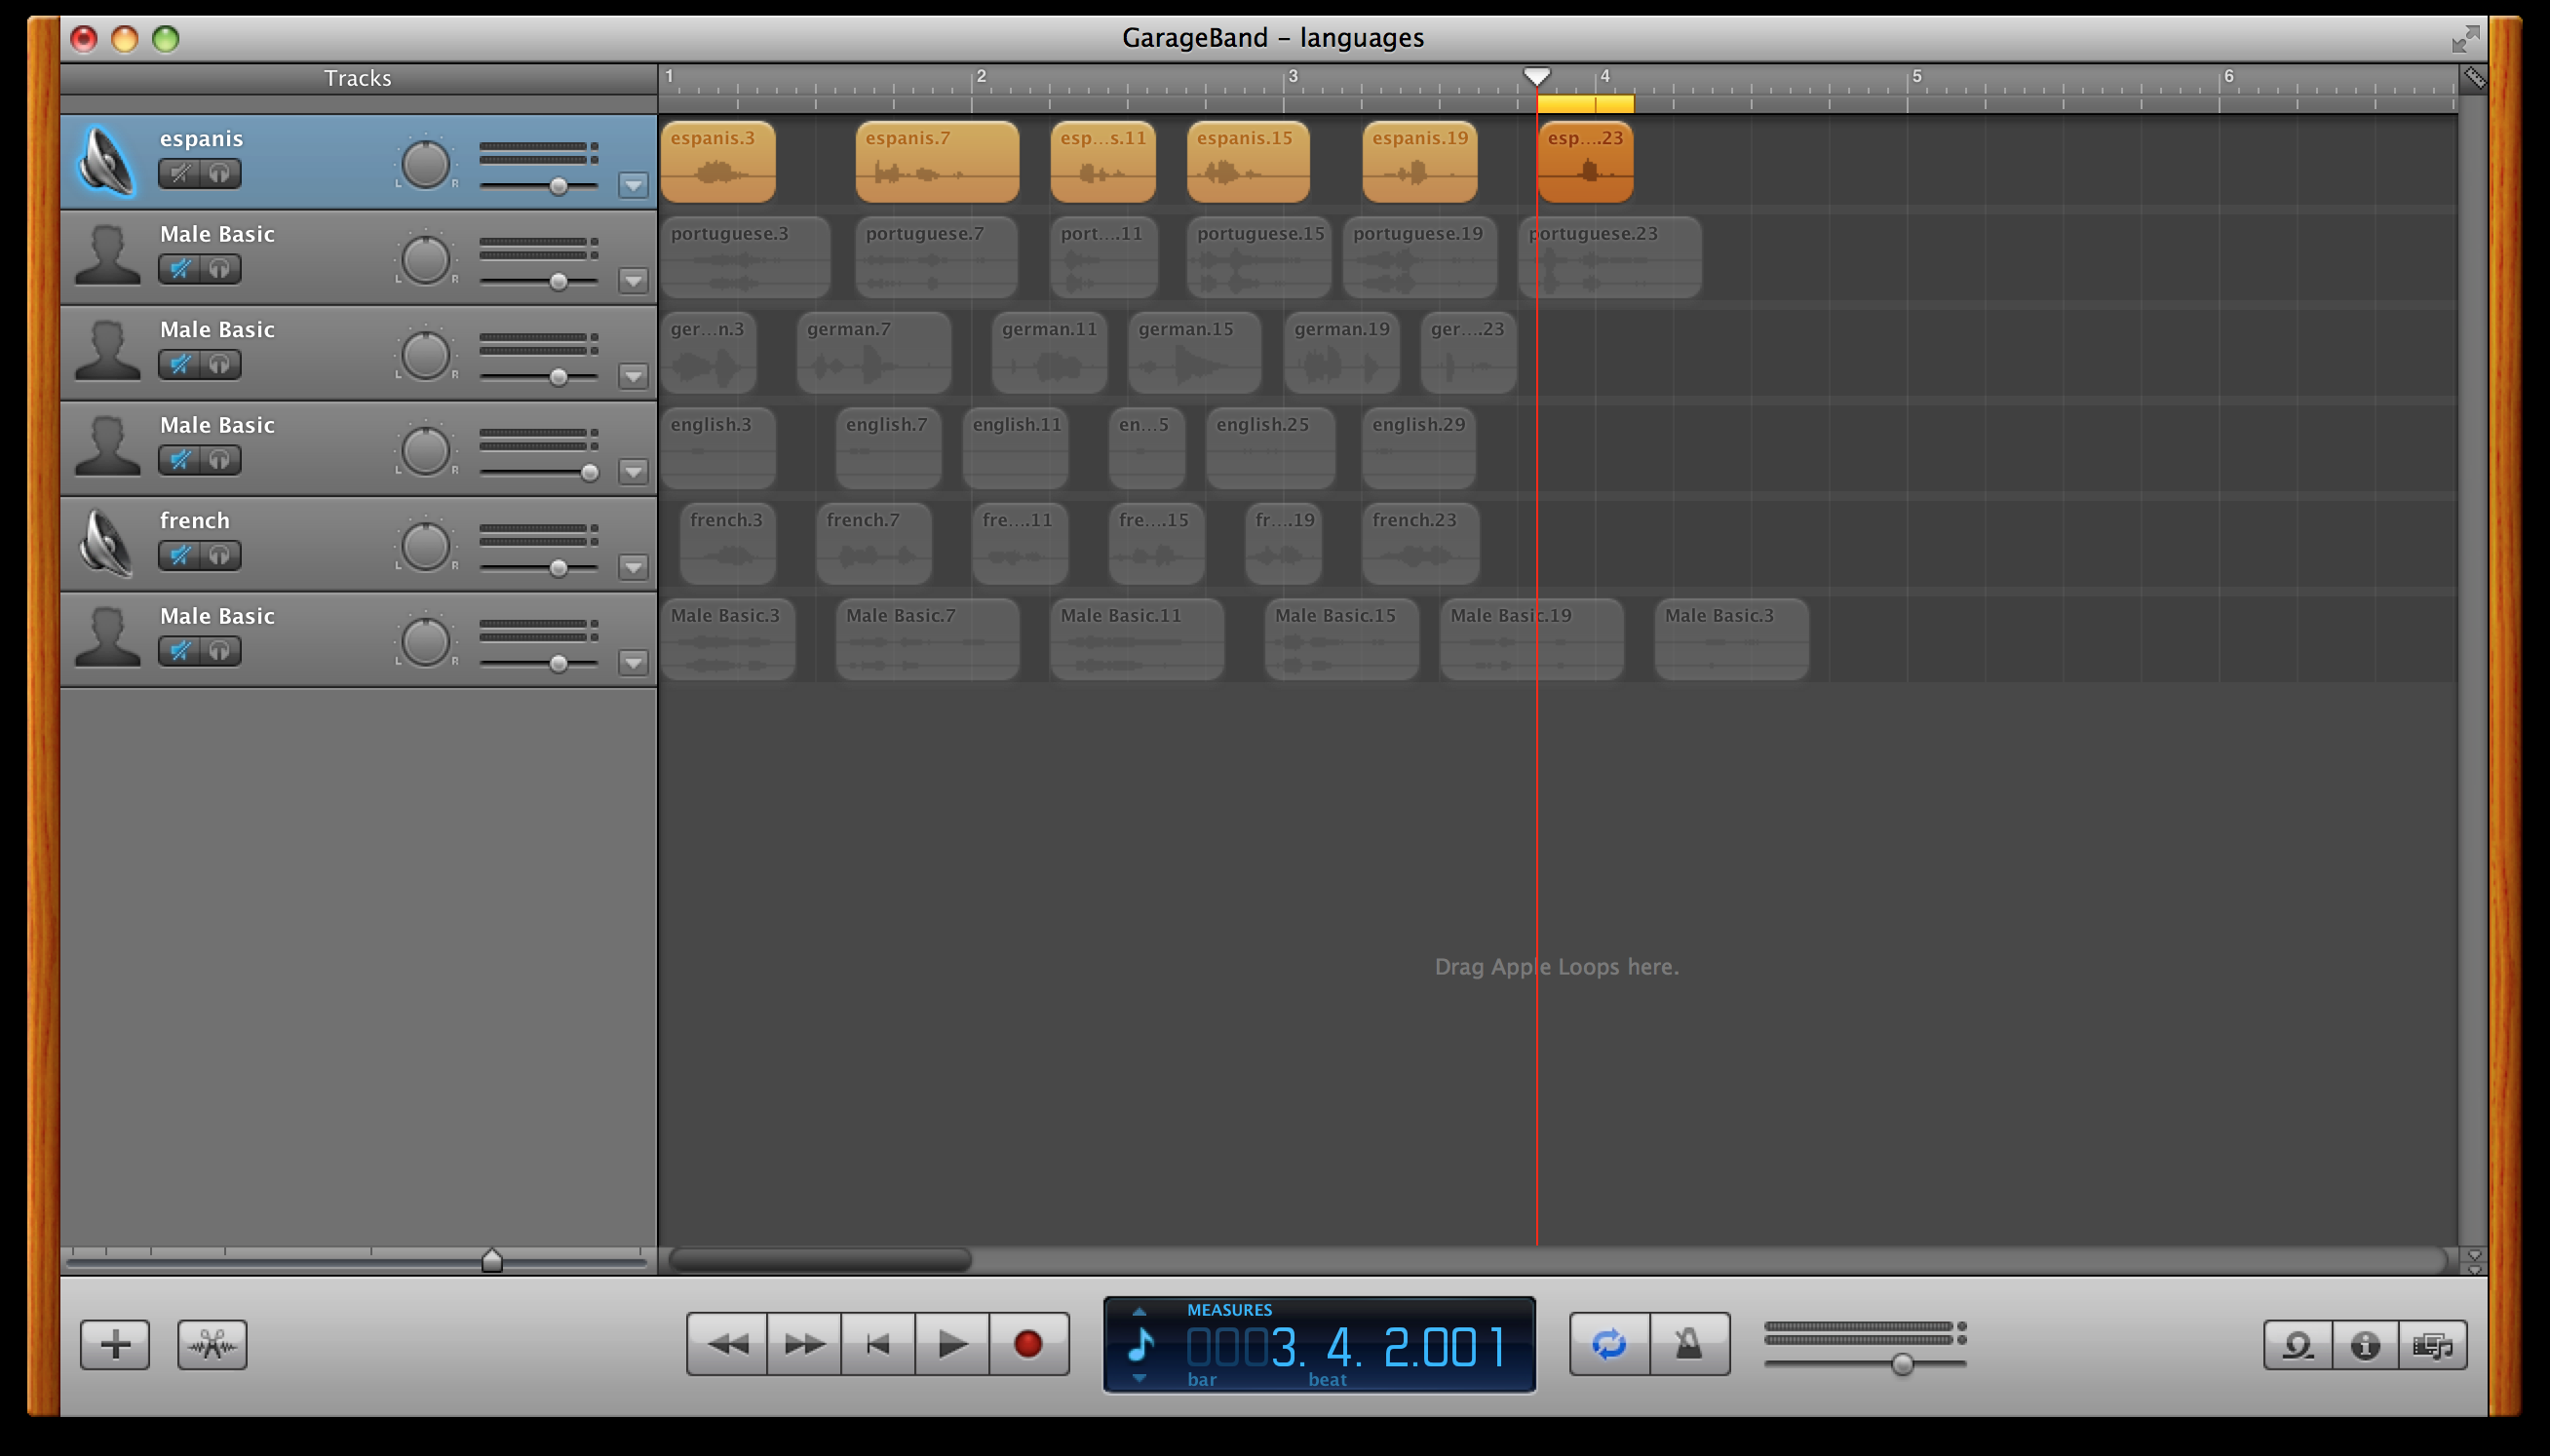 GarageBand – languages
Tracks
1 2 3 4 5 6
espanis
L R
espanis.3 espanis.7 esp...s.11 espanis.15 espanis.19 esp....23
Male Basic
L R
portuguese.3 portuguese.7 port....11 portuguese.15 portuguese.19 portuguese.23
Male Basic
L R
ger...n.3 german.7 german.11 german.15 german.19 ger....23
Male Basic
L R
english.3 english.7 english.11 en...5 english.25 english.29
french
L R
french.3 french.7 fre....11 fre....15 fr....19 french.23
Male Basic
L R
Male Basic.3 Male Basic.7 Male Basic.11 Male Basic.15 Male Basic.19 Male Basic.3
Drag Apple Loops here.
MEASURES
0003. 4. 2.001
bar beat